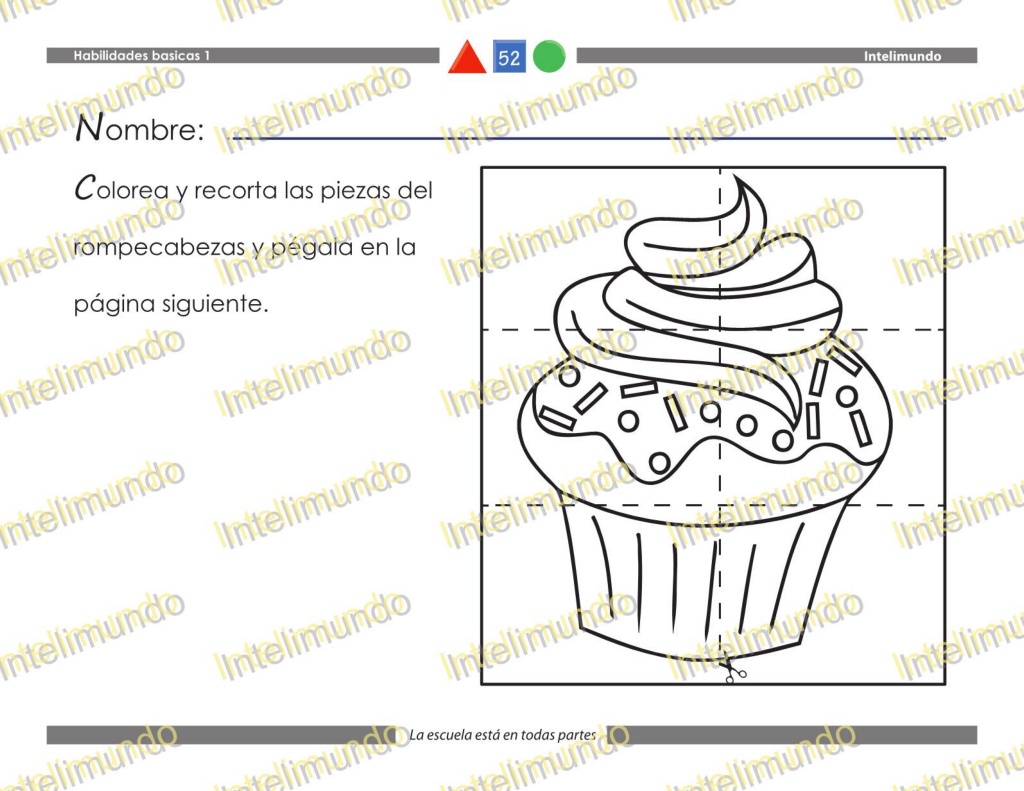 Habilidades basicas 1
52
Intelimundo
Nombre:
Colorea y recorta las piezas del
rompecabezas y pégala en la
página siguiente.
La escuela está en todas partes